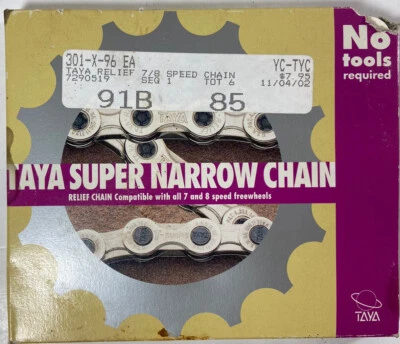 301-X-96 EA YC-TYC
TAYA RELIEF 7/8 SPEED CHAIN $7.95
7290519 SEQ 1 TOT 6 11/04/02
91B 85
No
tools
required
TAYA SUPER NARROW CHAIN
RELIEF CHAIN Compatible with all 7 and 8 speed freewheels
TAYA